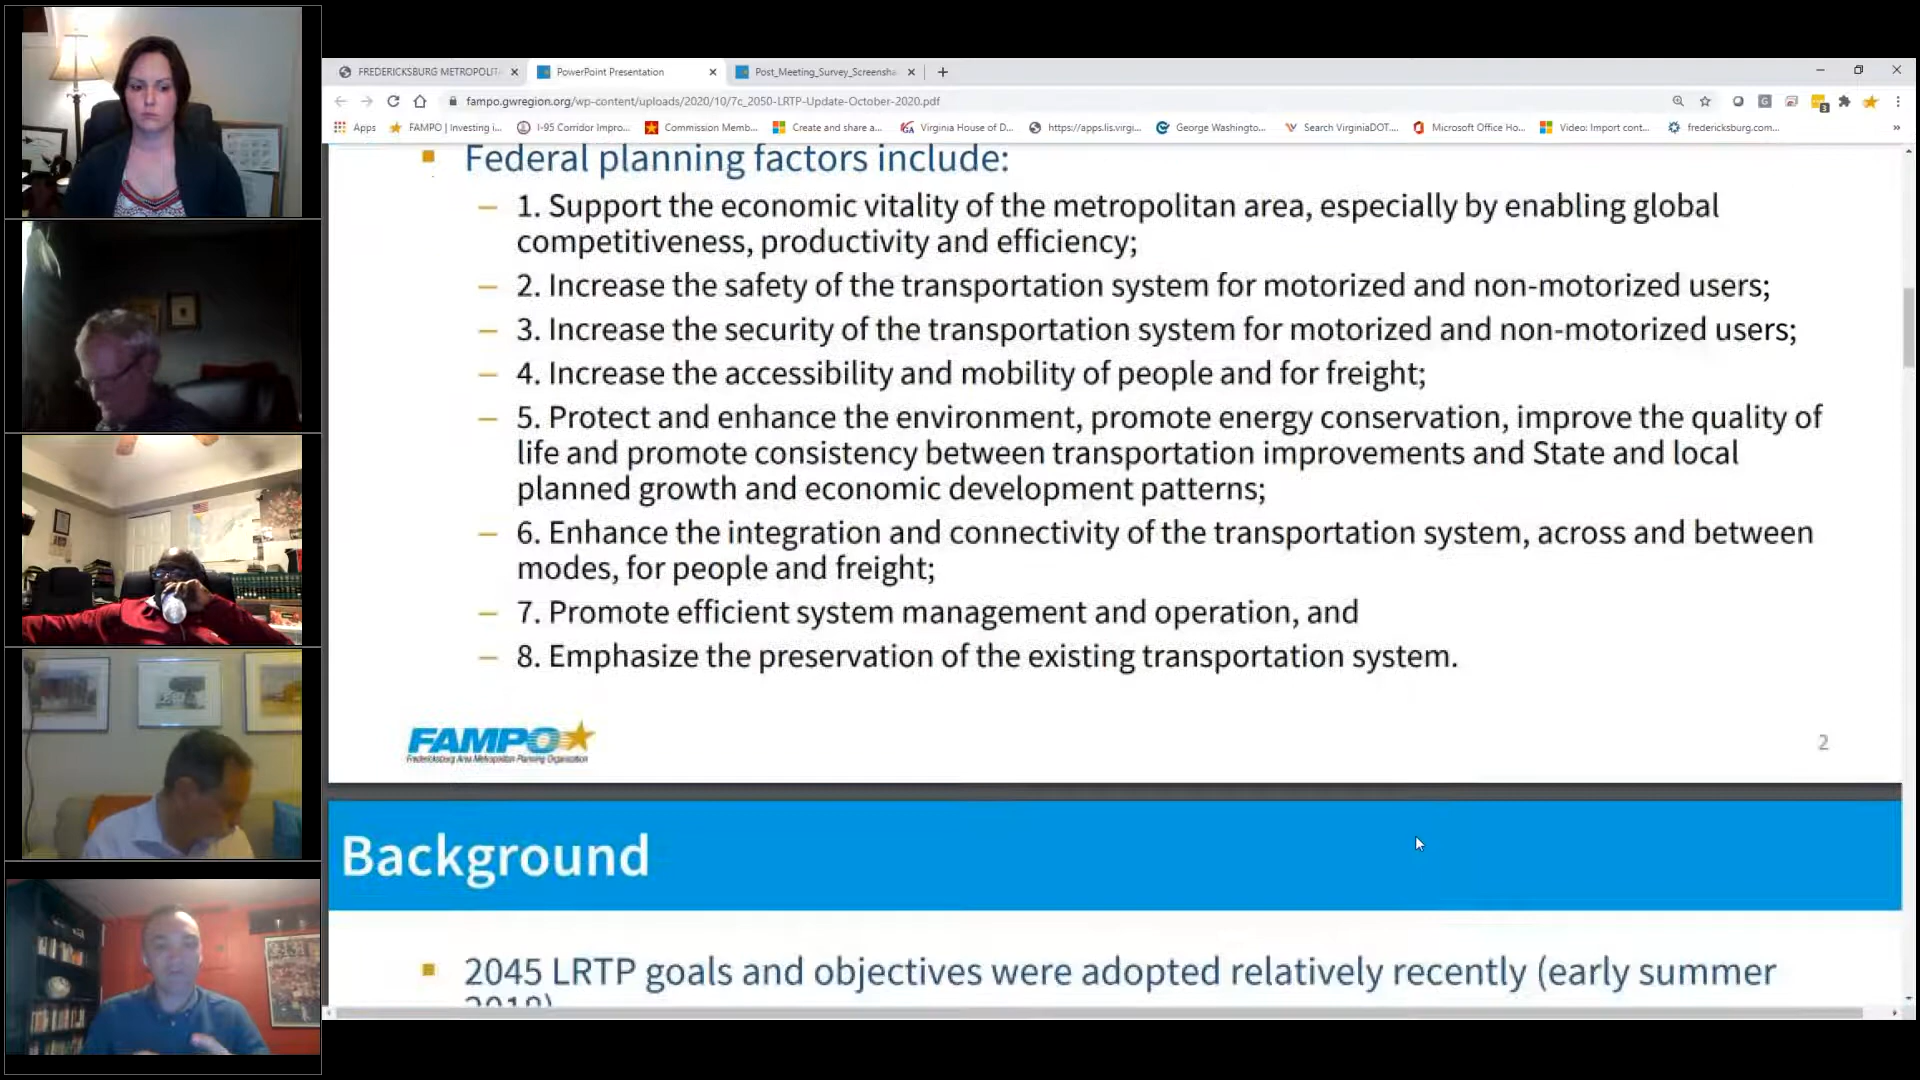 FREDERICKSBURG METROPOLIT
PowerPoint Presentation
Post_Meeting_Survey_Screensha
fampo.gwregion.org/wp-content/uploads/2020/10/7c_2050-LRTP-Update-October-2020.pdf
Apps
FAMPO | Investing i...
I-95 Corridor Impro...
Commission Memb...
Create and share a...
Virginia House of D...
https://apps.lis.virgi...
George Washingto...
Search VirginiaDOT....
Microsoft Office Ho...
Video: Import cont...
fredericksburg.com...
Federal planning factors include:
– 1. Support the economic vitality of the metropolitan area, especially by enabling global
competitiveness, productivity and efficiency;
– 2. Increase the safety of the transportation system for motorized and non-motorized users;
– 3. Increase the security of the transportation system for motorized and non-motorized users;
– 4. Increase the accessibility and mobility of people and for freight;
– 5. Protect and enhance the environment, promote energy conservation, improve the quality of
life and promote consistency between transportation improvements and State and local
planned growth and economic development patterns;
– 6. Enhance the integration and connectivity of the transportation system, across and between
modes, for people and freight;
– 7. Promote efficient system management and operation, and
– 8. Emphasize the preservation of the existing transportation system.
FAMPO
Fredericksburg Area Metropolitan Planning Organization
2
Background
2045 LRTP goals and objectives were adopted relatively recently (early summer
2018)